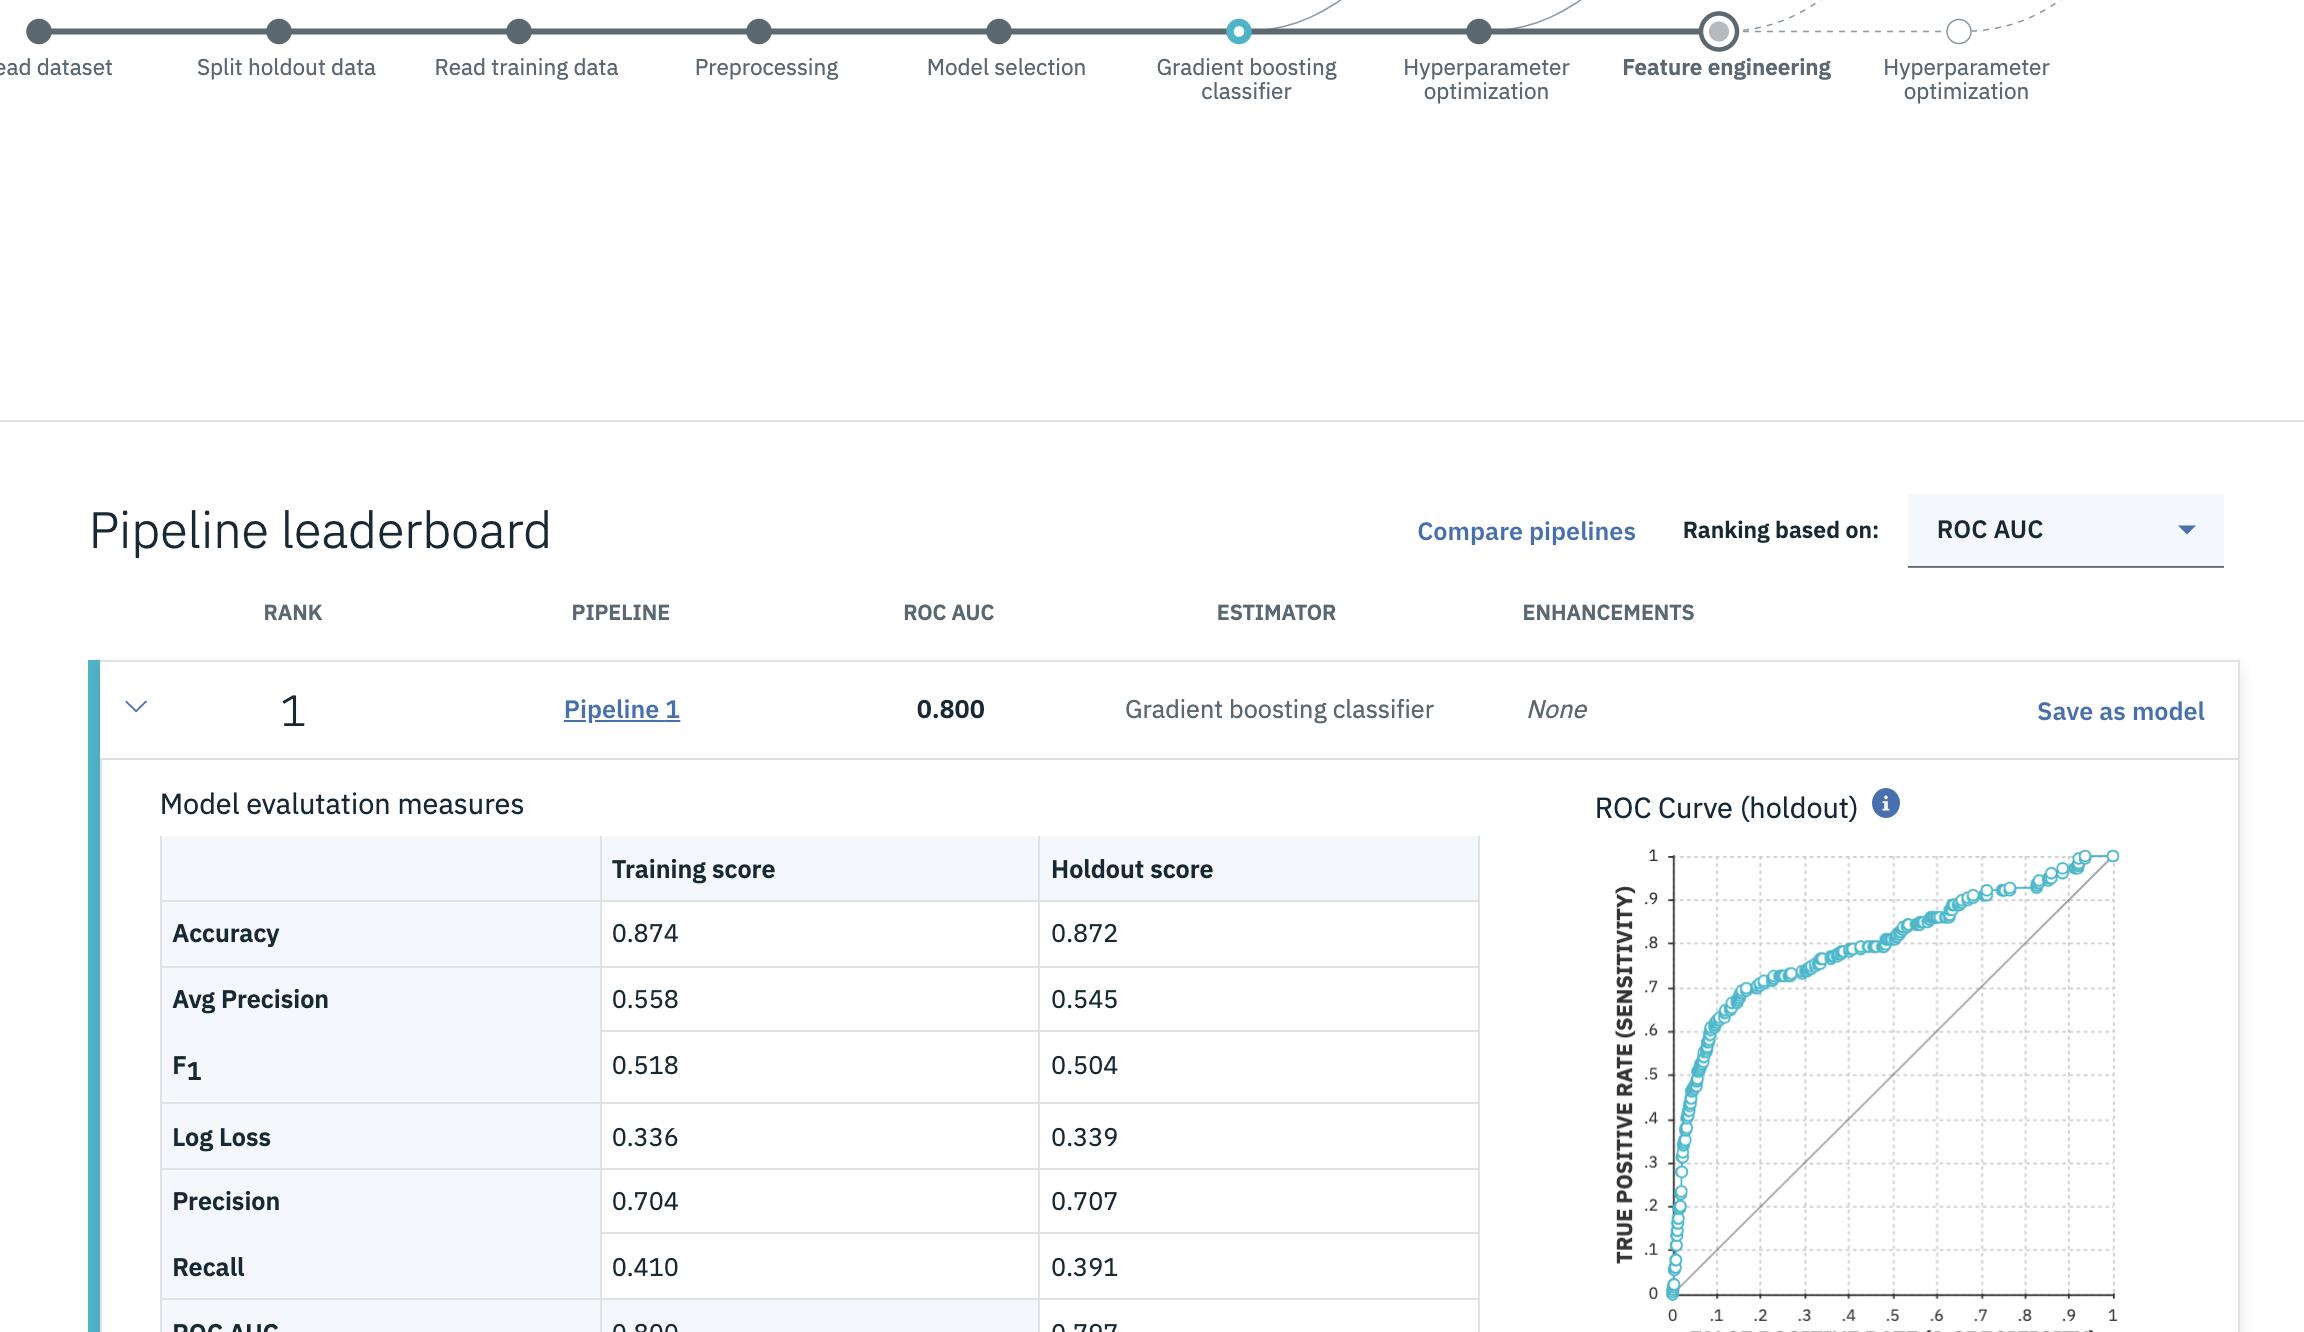 ead dataset
Split holdout data
Read training data
Preprocessing
Model selection
Gradient boosting
classifier
Hyperparameter
optimization
Feature engineering
Hyperparameter
optimization
Pipeline leaderboard
Compare pipelines
Ranking based on:
ROC AUC
RANK PIPELINE ROC AUC ESTIMATOR ENHANCEMENTS
1 Pipeline 1 0.800 Gradient boosting classifier None Save as model
Model evalutation measures
Training score Holdout score
Accuracy 0.874 0.872
Avg Precision 0.558 0.545
F1 0.518 0.504
Log Loss 0.336 0.339
Precision 0.704 0.707
Recall 0.410 0.391
ROC AUC 0.800 0.797
ROC Curve (holdout)
TRUE POSITIVE RATE (SENSITIVITY)
1
.9
.8
.7
.6
.5
.4
.3
.2
.1
0
0 .1 .2 .3 .4 .5 .6 .7 .8 .9 1